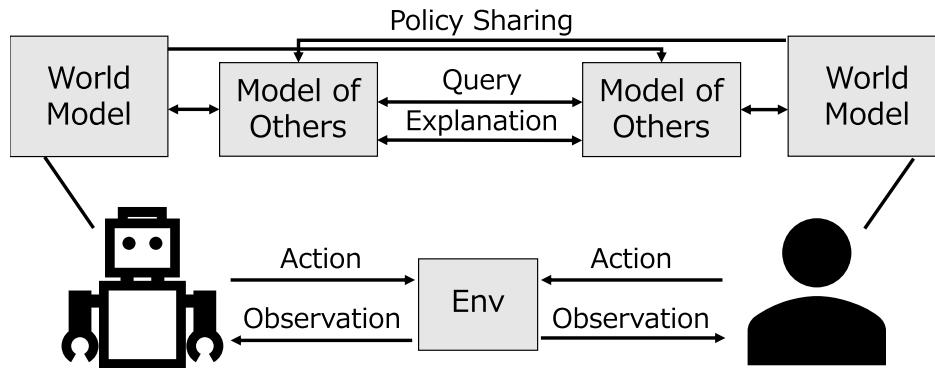 Policy Sharing
World
Model
Model of
Others
Query
Explanation
Model of
Others
World
Model
Action
Observation
Env
Action
Observation